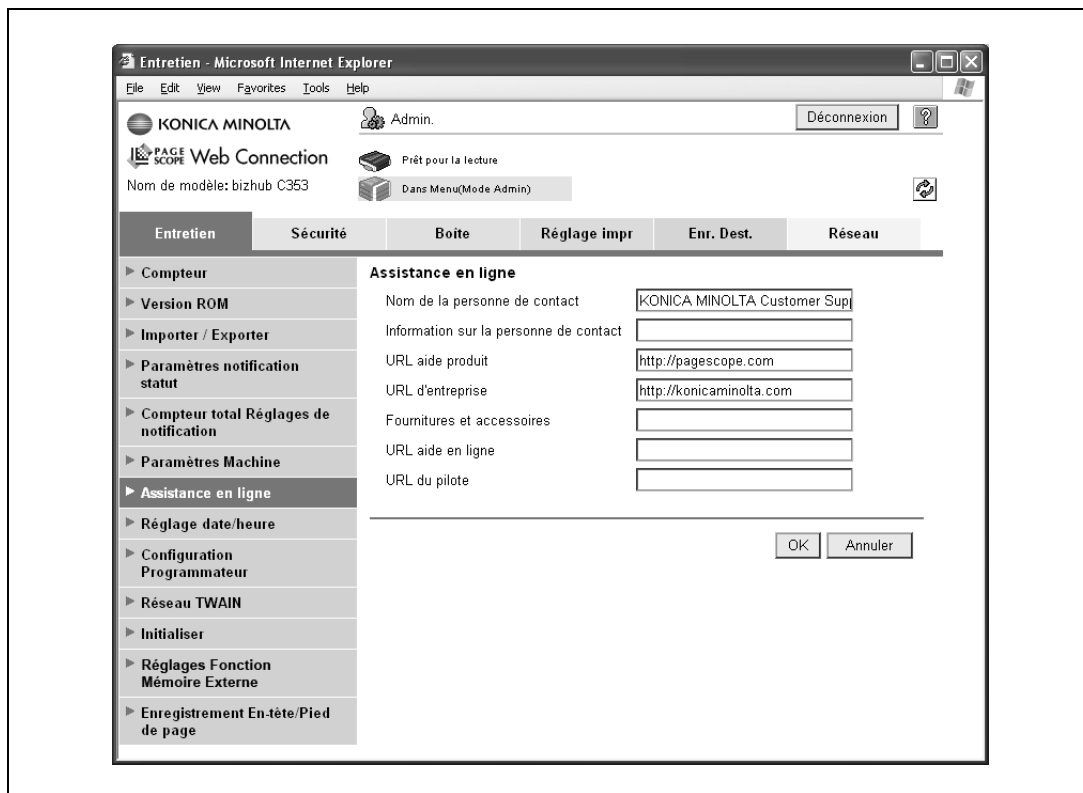 Entretien - Microsoft Internet Explorer
File Edit View Favorites Tools Help
KONICA MINOLTA
Admin.
Déconnexion
?
PAGE SCOPE Web Connection
Prêt pour la lecture
Nom de modèle: bizhub C353
Dans Menu(Mode Admin)
Entretien Sécurité Boîte Réglage impr Enr. Dest. Réseau
Compteur
Version ROM
Importer / Exporter
Paramètres notification
statut
Compteur total Réglages de
notification
Paramètres Machine
Assistance en ligne
Réglage date/heure
Configuration
Programmateur
Réseau TWAIN
Initialiser
Réglages Fonction
Mémoire Externe
Enregistrement En-tète/Pied
de page
Assistance en ligne
Nom de la personne de contact KONICA MINOLTA Customer Supp
Information sur la personne de contact
URL aide produit http://pagescope.com
URL d'entreprise http://konicaminolta.com
Fournitures et accessoires
URL aide en ligne
URL du pilote
OK Annuler